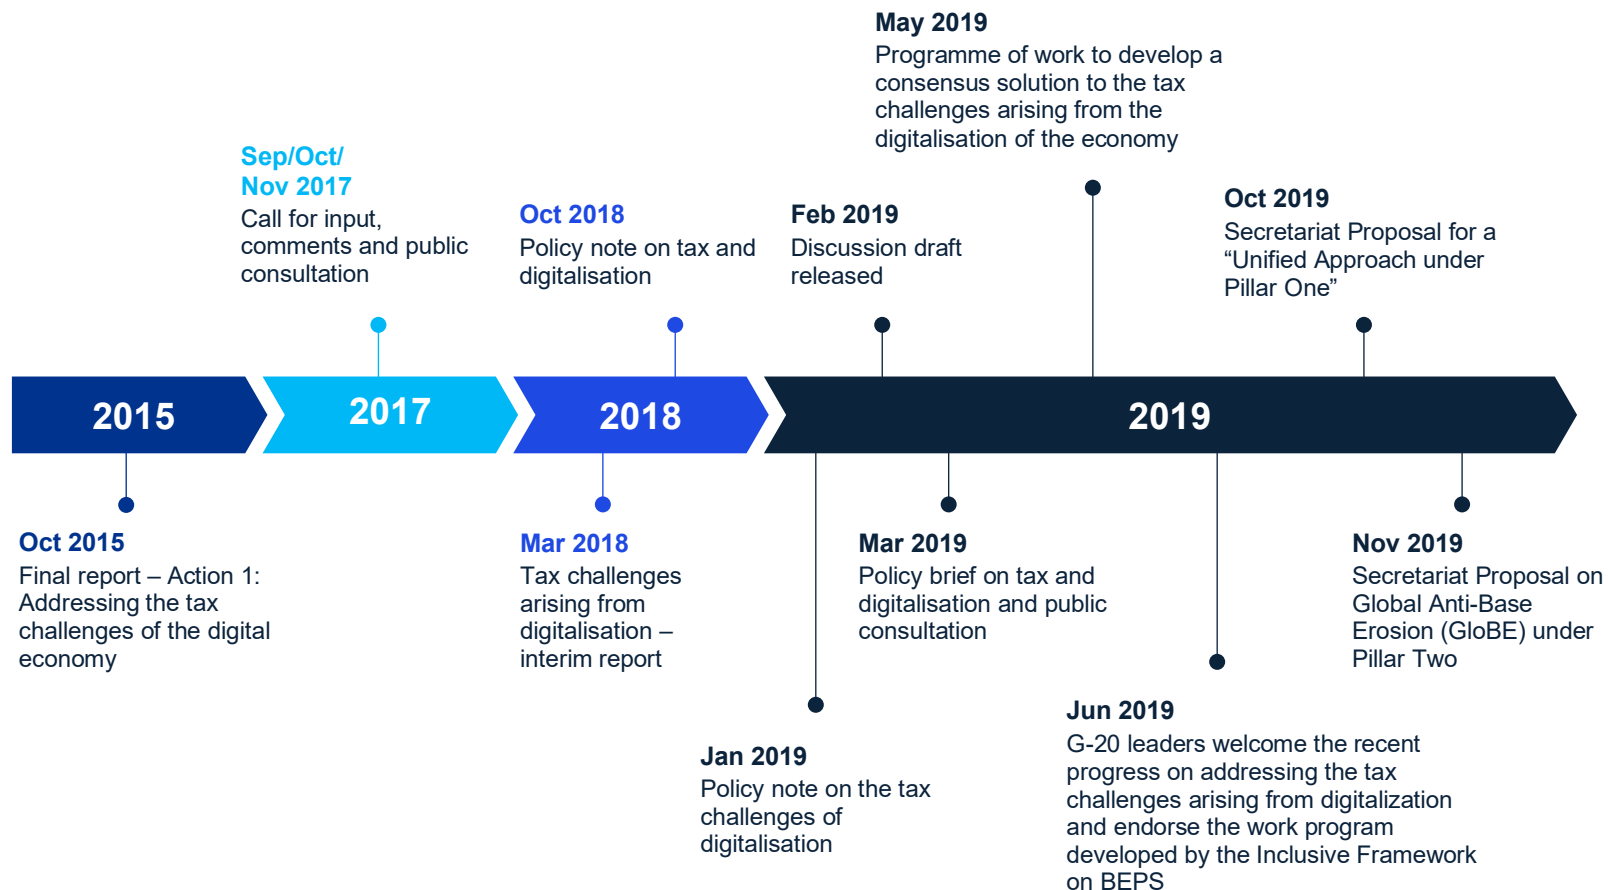 May 2019
Programme of work to develop a
consensus solution to the tax
challenges arising from the
digitalisation of the economy
Sep/Oct/
Nov 2017
Call for input,
comments and public
consultation
Oct 2018
Policy note on tax and
digitalisation
Feb 2019
Discussion draft
released
Oct 2019
Secretariat Proposal for a
“Unified Approach under
Pillar One”
2015
2017
2018
2019
Oct 2015
Final report – Action 1:
Addressing the tax
challenges of the digital
economy
Mar 2018
Tax challenges
arising from
digitalisation –
interim report
Mar 2019
Policy brief on tax and
digitalisation and public
consultation
Nov 2019
Secretariat Proposal on
Global Anti-Base
Erosion (GloBE) under
Pillar Two
Jan 2019
Policy note on the tax
challenges of
digitalisation
Jun 2019
G-20 leaders welcome the recent
progress on addressing the tax
challenges arising from digitalization
and endorse the work program
developed by the Inclusive Framework
on BEPS